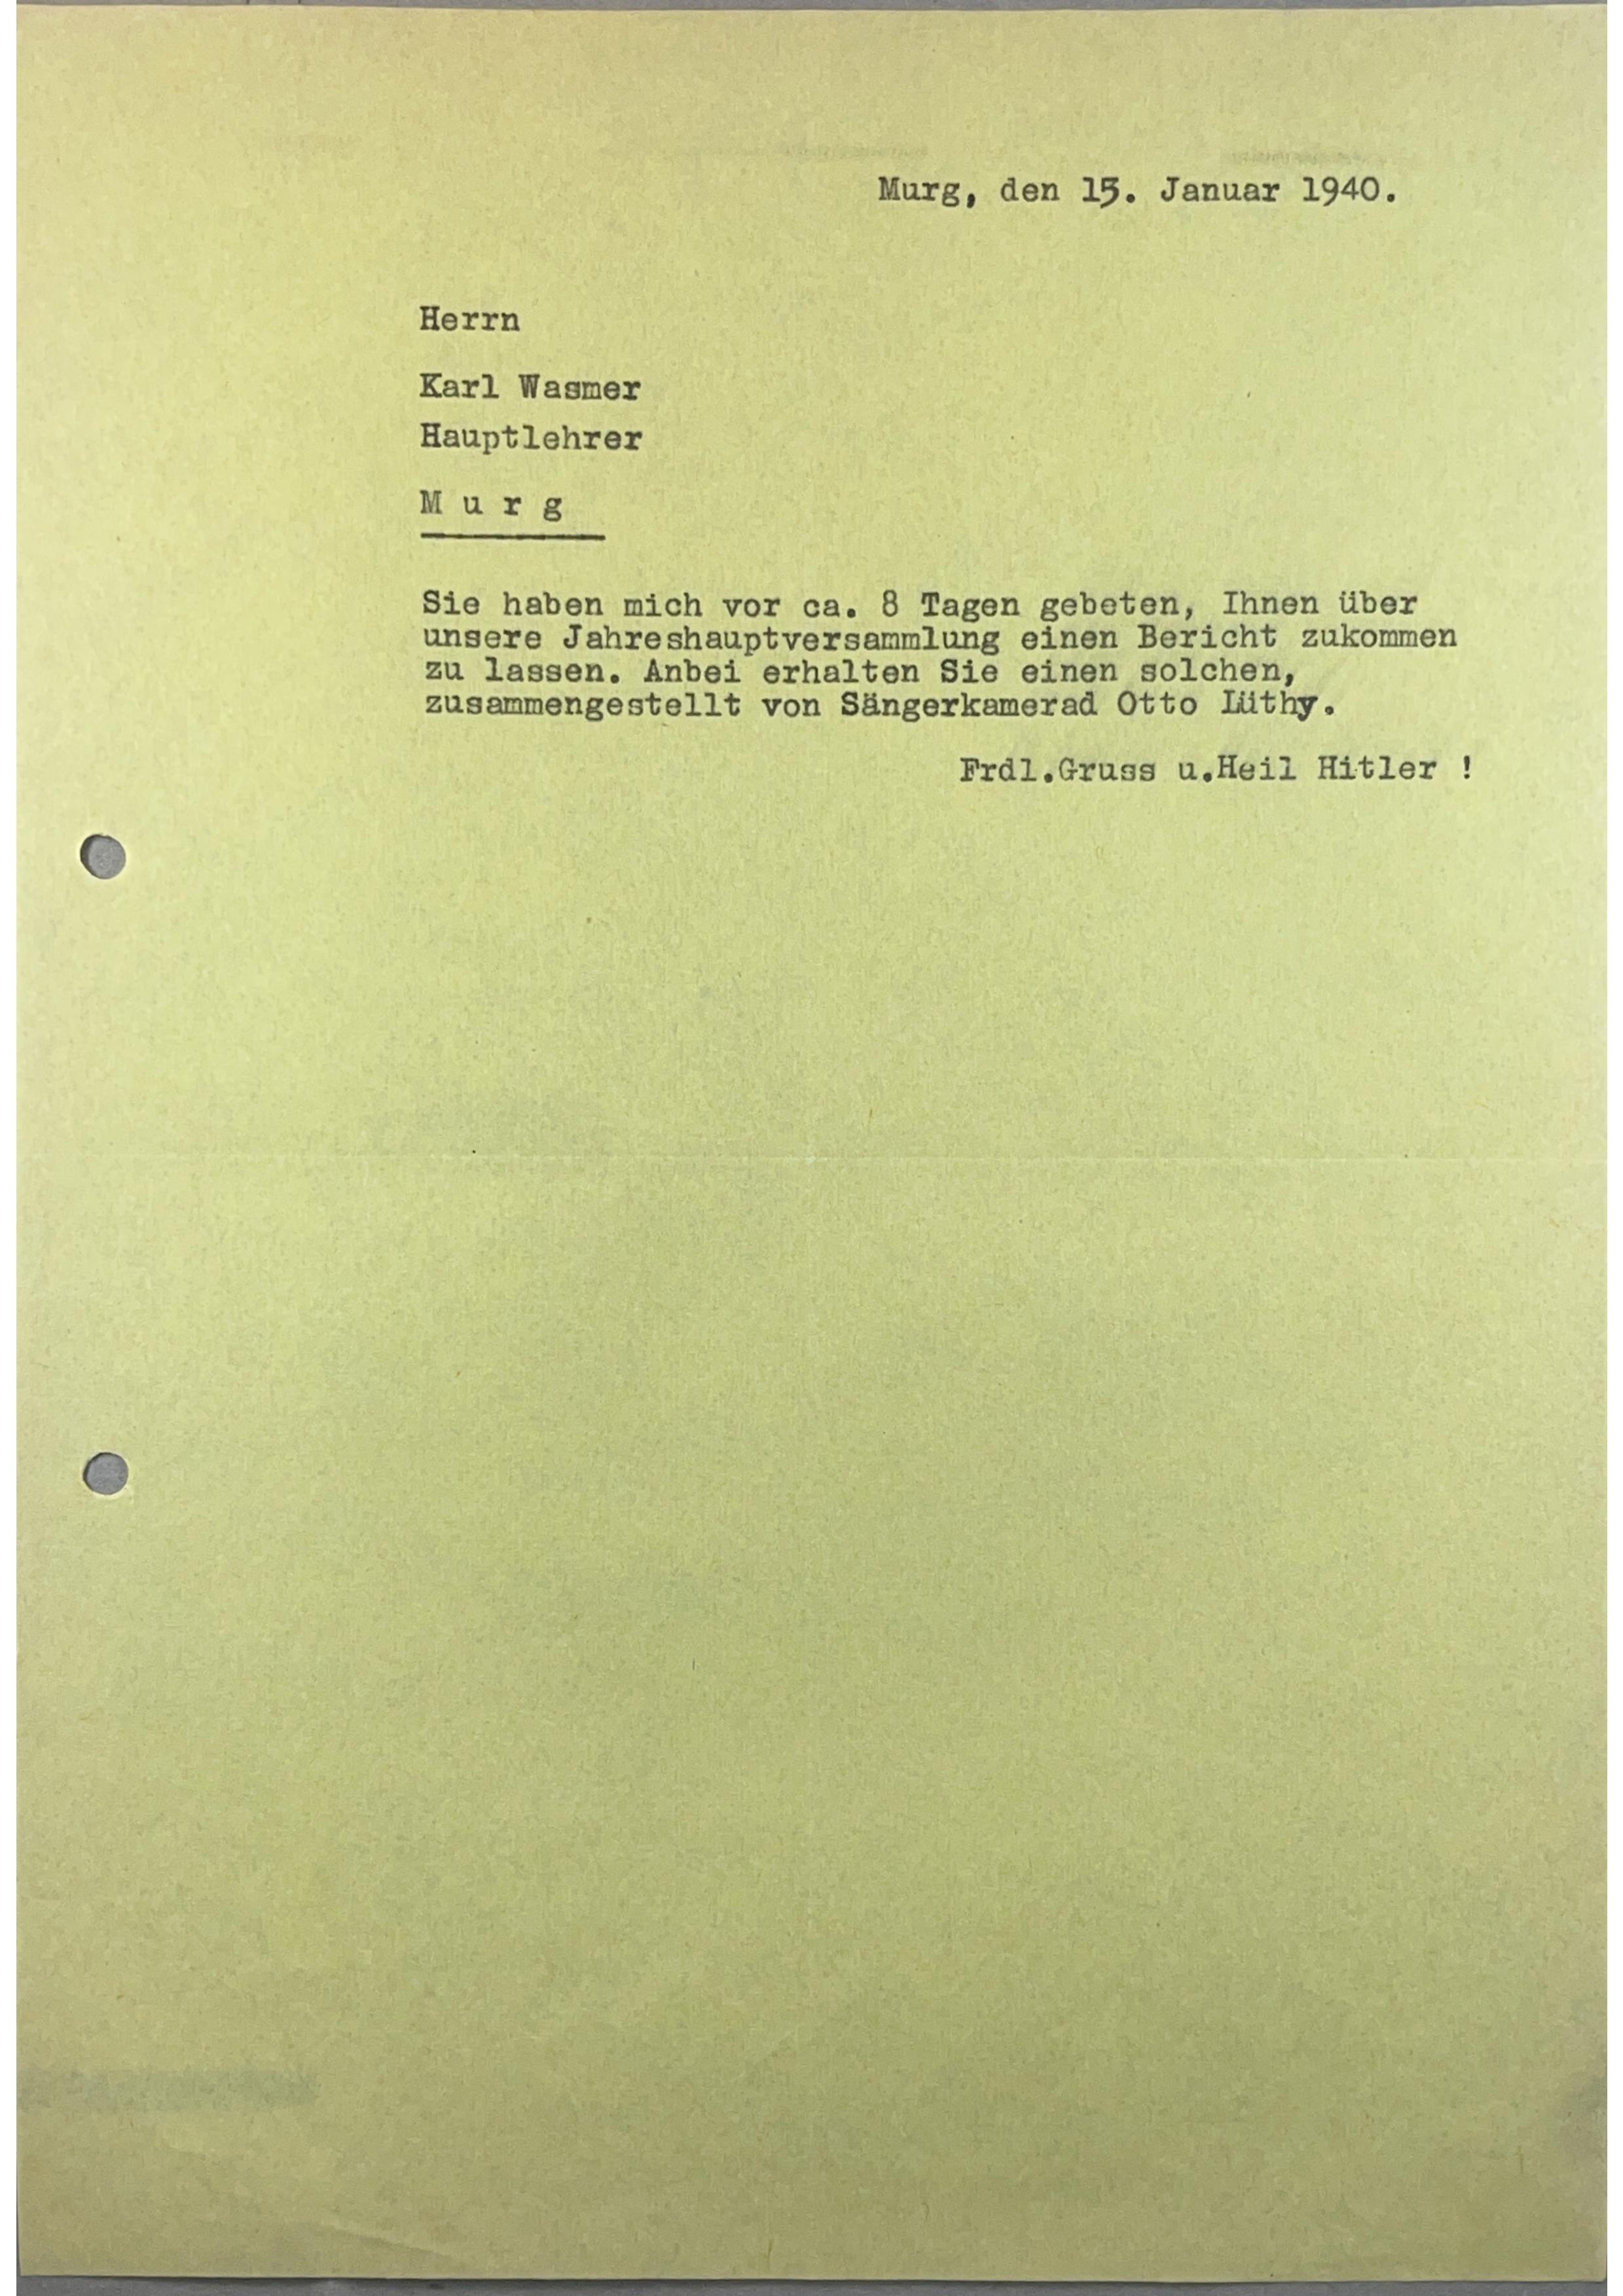 Murg, den 15. Januar 1940.
Herrn
Karl Wasmer
Hauptlehrer
M u r g
Sie haben mich vor ca. 8 Tagen gebeten, Ihnen über
unsere Jahreshauptversammlung einen Bericht zukommen
zu lassen. Anbei erhalten Sie einen solchen,
zusammengestellt von Sängerkamerad Otto Lüthy.
Frdl.Gruss u.Heil Hitler !